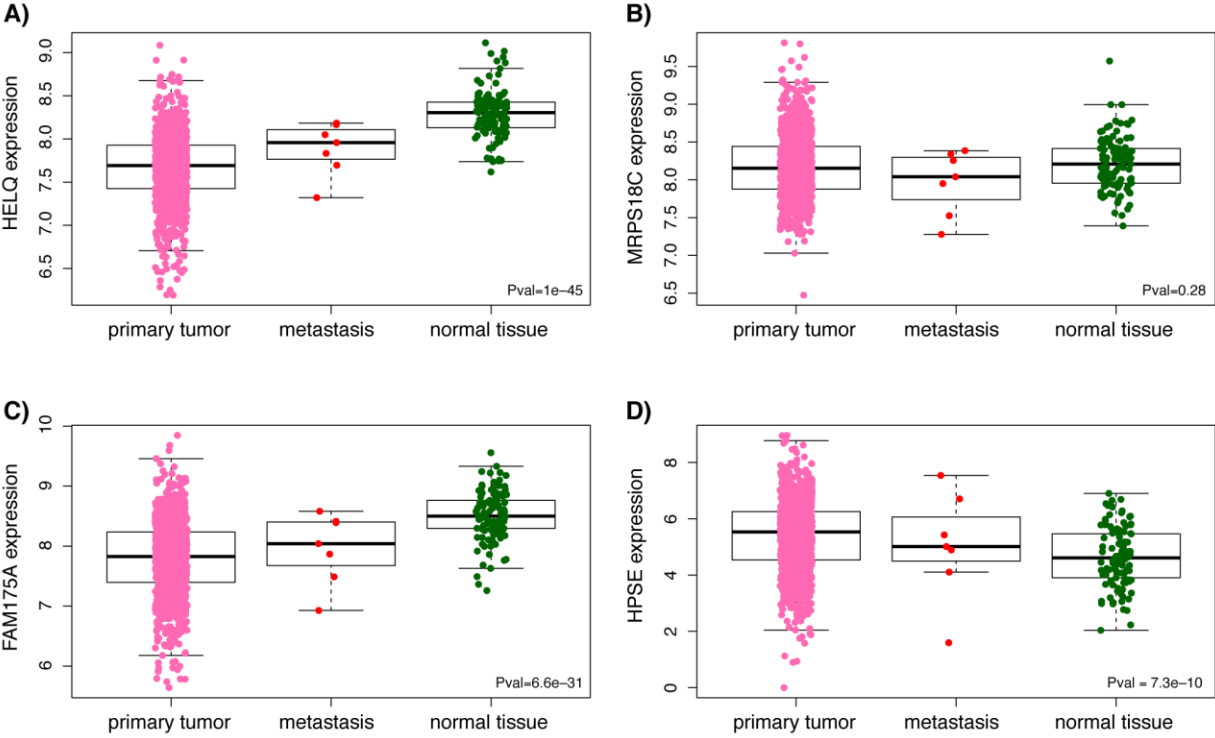 A)
HELQ expression
9.0
8.5
8.0
7.5
7.0
6.5
Pval=1e−45
primary tumor metastasis normal tissue
B)
MRPS18C expression
9.5
9.0
8.5
8.0
7.5
7.0
6.5
Pval=0.28
primary tumor metastasis normal tissue
C)
FAM175A expression
10
9
8
7
6
Pval=6.6e−31
primary tumor metastasis normal tissue
D)
HPSE expression
8
6
4
2
0
Pval = 7.3e−10
primary tumor metastasis normal tissue